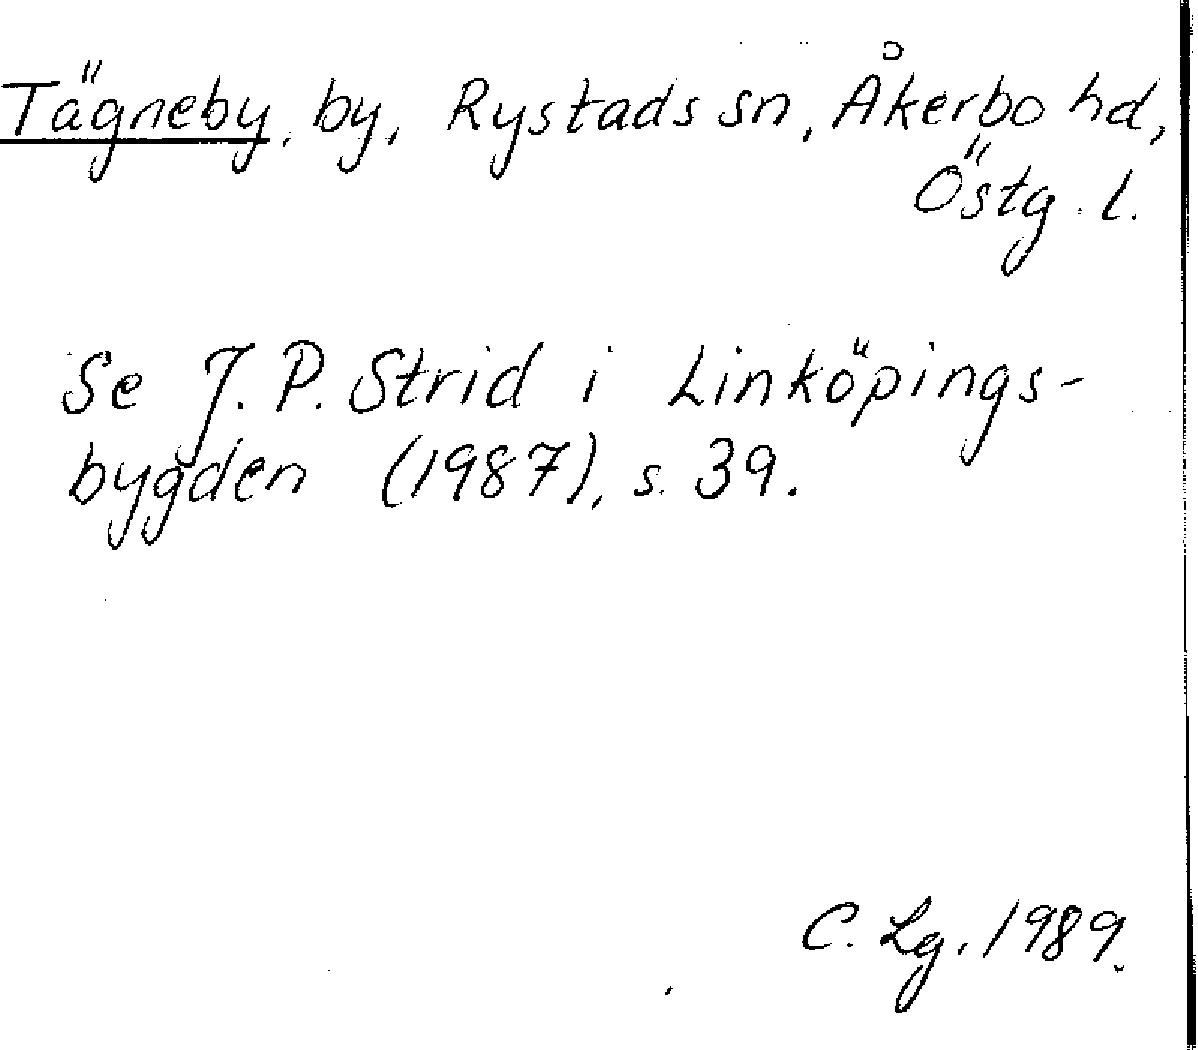 Tägneby, by, Rystads sn, Åkerbo hd,
Östg. l.
Se J. P. Strid i Linköpings-
bygden (1987), s. 39.
C. Lg. 1989.